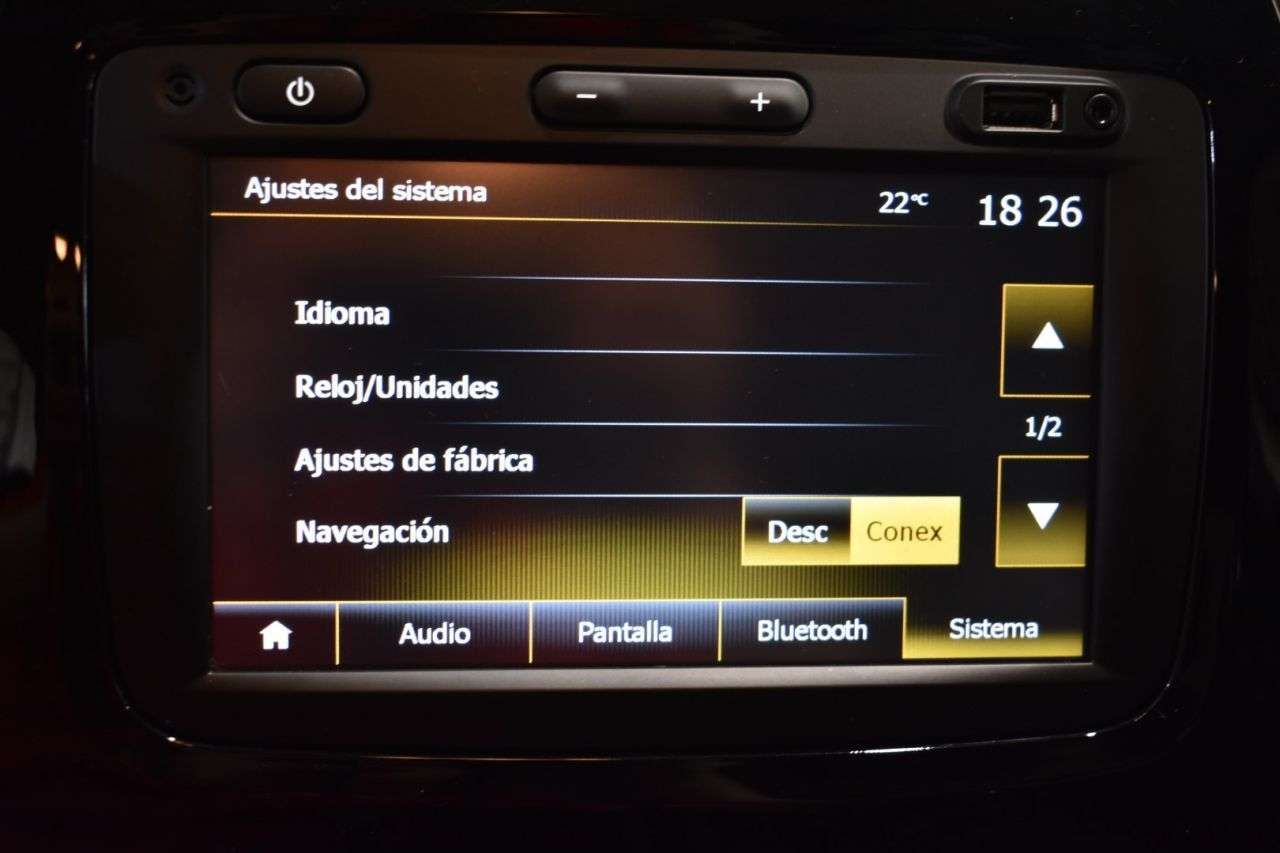 Ajustes del sistema 22°C 18 26
Idioma
Reloj/Unidades
1/2
Ajustes de fábrica
Navegación Desc Conex
Audio Pantalla Bluetooth Sistema